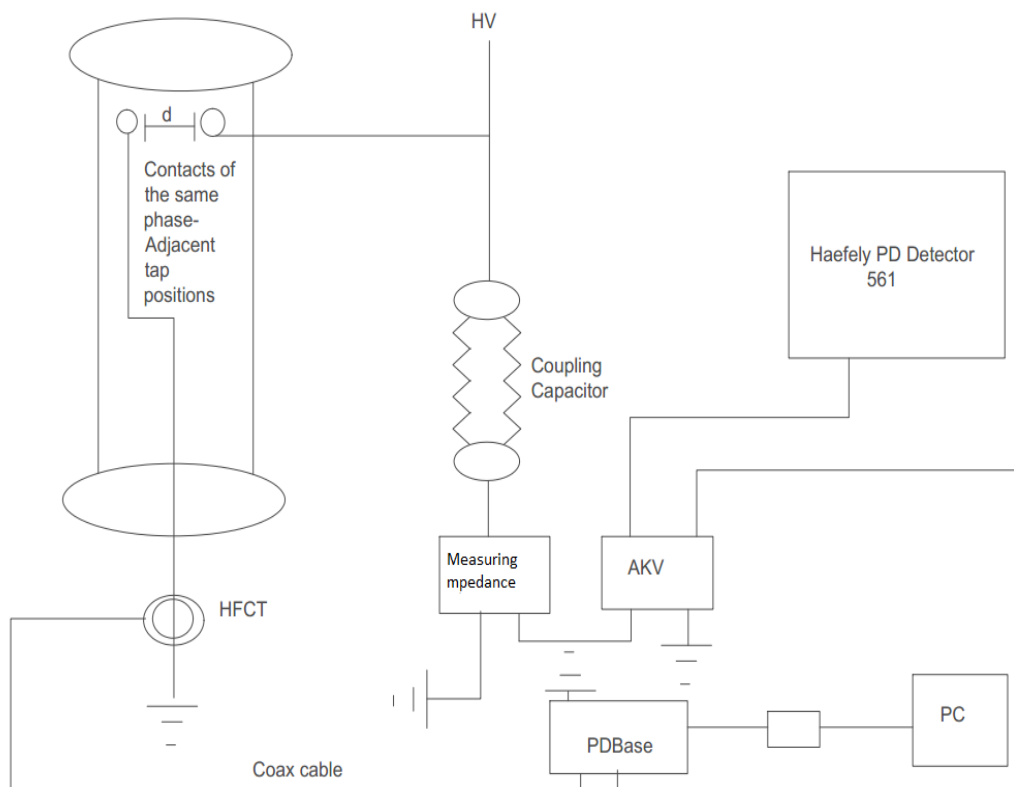 HV
d
Contacts of
the same
phase-
Adjacent
tap
positions
Haefely PD Detector
561
Coupling
Capacitor
Measuring
mpedance
AKV
HFCT
PDBase
PC
Coax cable